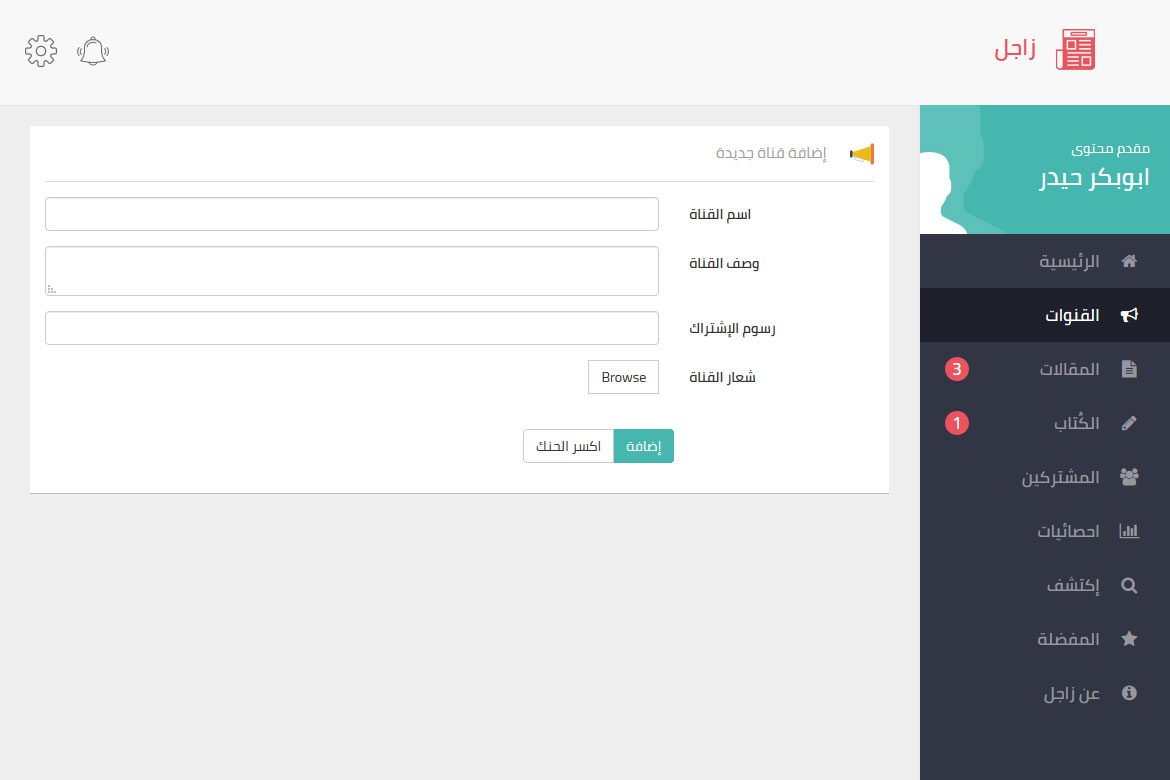 زاجل
مقدم محتوى
ابوبكر حيدر
الرئيسية
القنوات
المقالات
3
الكُتاب
1
المشتركين
احصائيات
إكتشف
المفضلة
عن زاجل
إضافة قناة جديدة
اسم القناة
وصف القناة
رسوم الإشتراك
شعار القناة
Browse
إضافة
اكسر الحنك